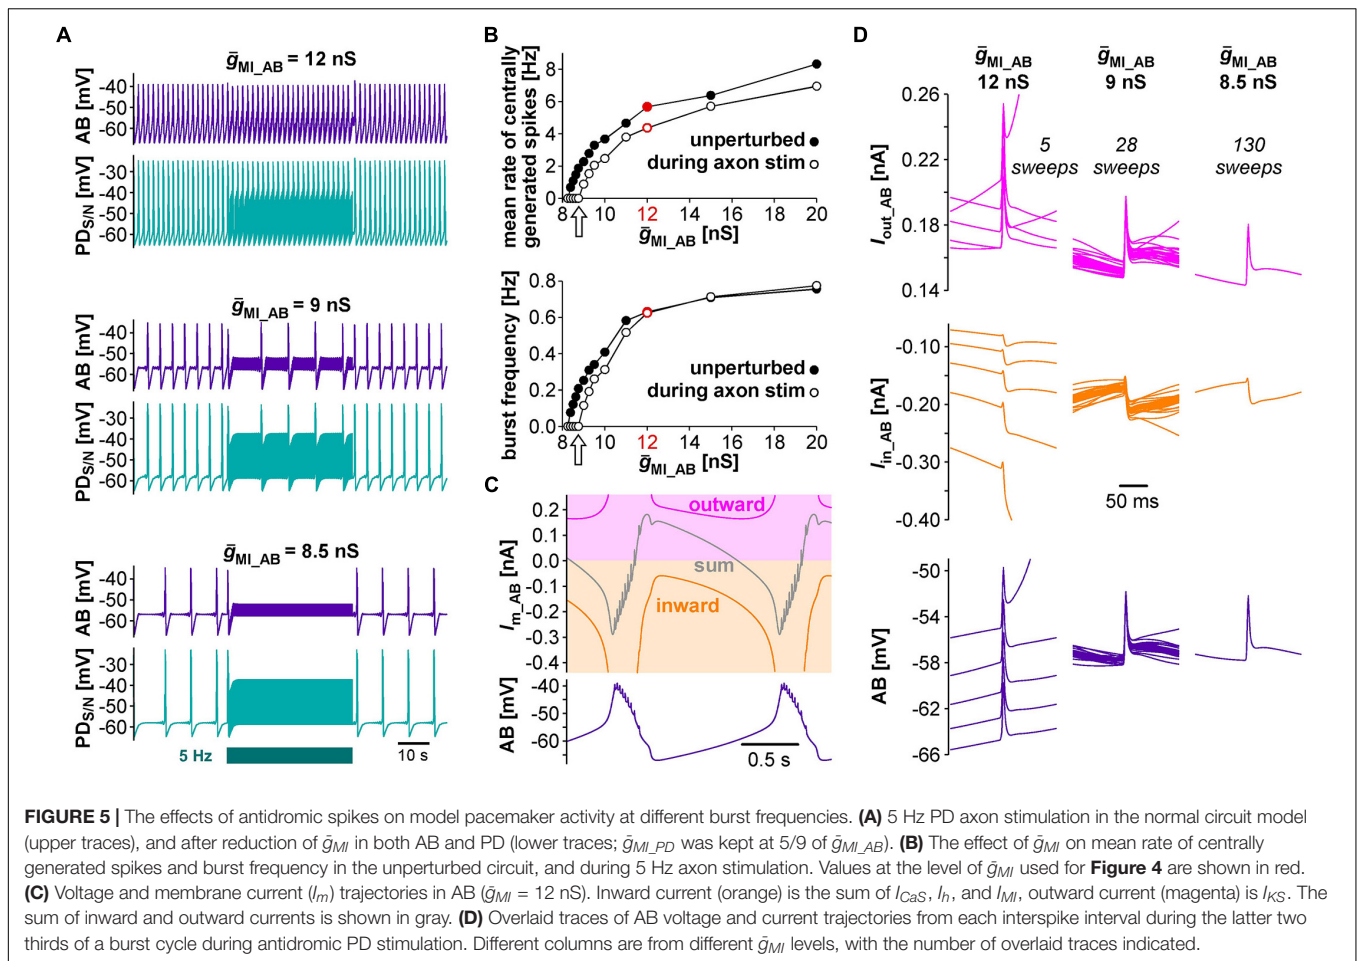 A
ḡMI_AB = 12 nS
AB [mV]
-40
-50
-60
PDS/N [mV]
-30
-40
-50
-60
ḡMI_AB = 9 nS
AB [mV]
-40
-50
-60
PDS/N [mV]
-30
-40
-50
-60
ḡMI_AB = 8.5 nS
AB [mV]
-40
-50
-60
PDS/N [mV]
-30
-40
-50
-60
5 Hz
10 s
B
mean rate of centrally
generated spikes [Hz]
8
6
4
2
0
unperturbed
during axon stim
8 10 12 14 16 18 20
ḡMI_AB [nS]
burst frequency [Hz]
0.8
0.6
0.4
0.2
0.0
unperturbed
during axon stim
8 10 12 14 16 18 20
ḡMI_AB [nS]
C
Im_AB [nA]
0.2
0.1
0.0
-0.1
-0.2
-0.3
-0.4
outward
sum
inward
AB [mV]
-40
-50
-60
0.5 s
D
ḡMI_AB ḡMI_AB ḡMI_AB
12 nS 9 nS 8.5 nS
5 28 130
sweeps sweeps sweeps
Iout_AB [nA]
0.26
0.22
0.18
0.14
Iin_AB [nA]
-0.10
-0.20
-0.30
-0.40
50 ms
AB [mV]
-50
-54
-58
-62
-66
FIGURE 5 | The effects of antidromic spikes on model pacemaker activity at different burst frequencies. (A) 5 Hz PD axon stimulation in the normal circuit model
(upper traces), and after reduction of ḡMI in both AB and PD (lower traces; ḡMI_PD was kept at 5/9 of ḡMI_AB). (B) The effect of ḡMI on mean rate of centrally
generated spikes and burst frequency in the unperturbed circuit, and during 5 Hz axon stimulation. Values at the level of ḡMI used for Figure 4 are shown in red.
(C) Voltage and membrane current (Im) trajectories in AB (ḡMI = 12 nS). Inward current (orange) is the sum of ICaS, Ih, and IMI, outward current (magenta) is IKS. The
sum of inward and outward currents is shown in gray. (D) Overlaid traces of AB voltage and current trajectories from each interspike interval during the latter two
thirds of a burst cycle during antidromic PD stimulation. Different columns are from different ḡMI levels, with the number of overlaid traces indicated.